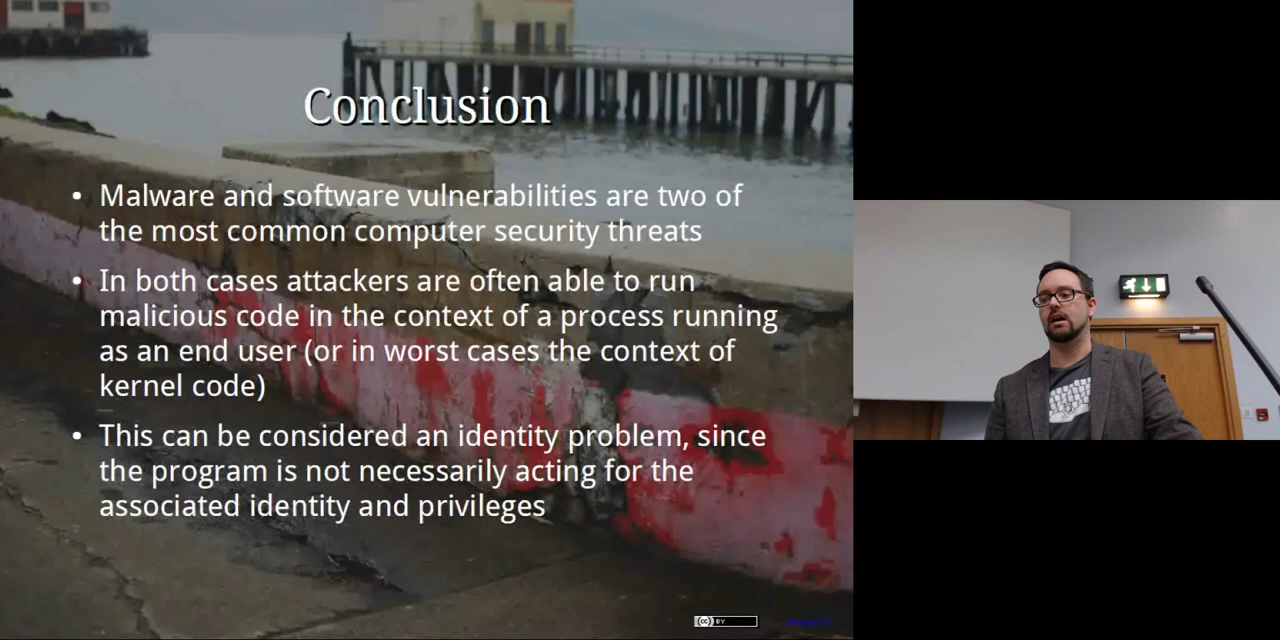 Conclusion
• Malware and software vulnerabilities are two of
the most common computer security threats
• In both cases attackers are often able to run
malicious code in the context of a process running
as an end user (or in worst cases the context of
kernel code)
• This can be considered an identity problem, since
the program is not necessarily acting for the
associated identity and privileges
cc BY